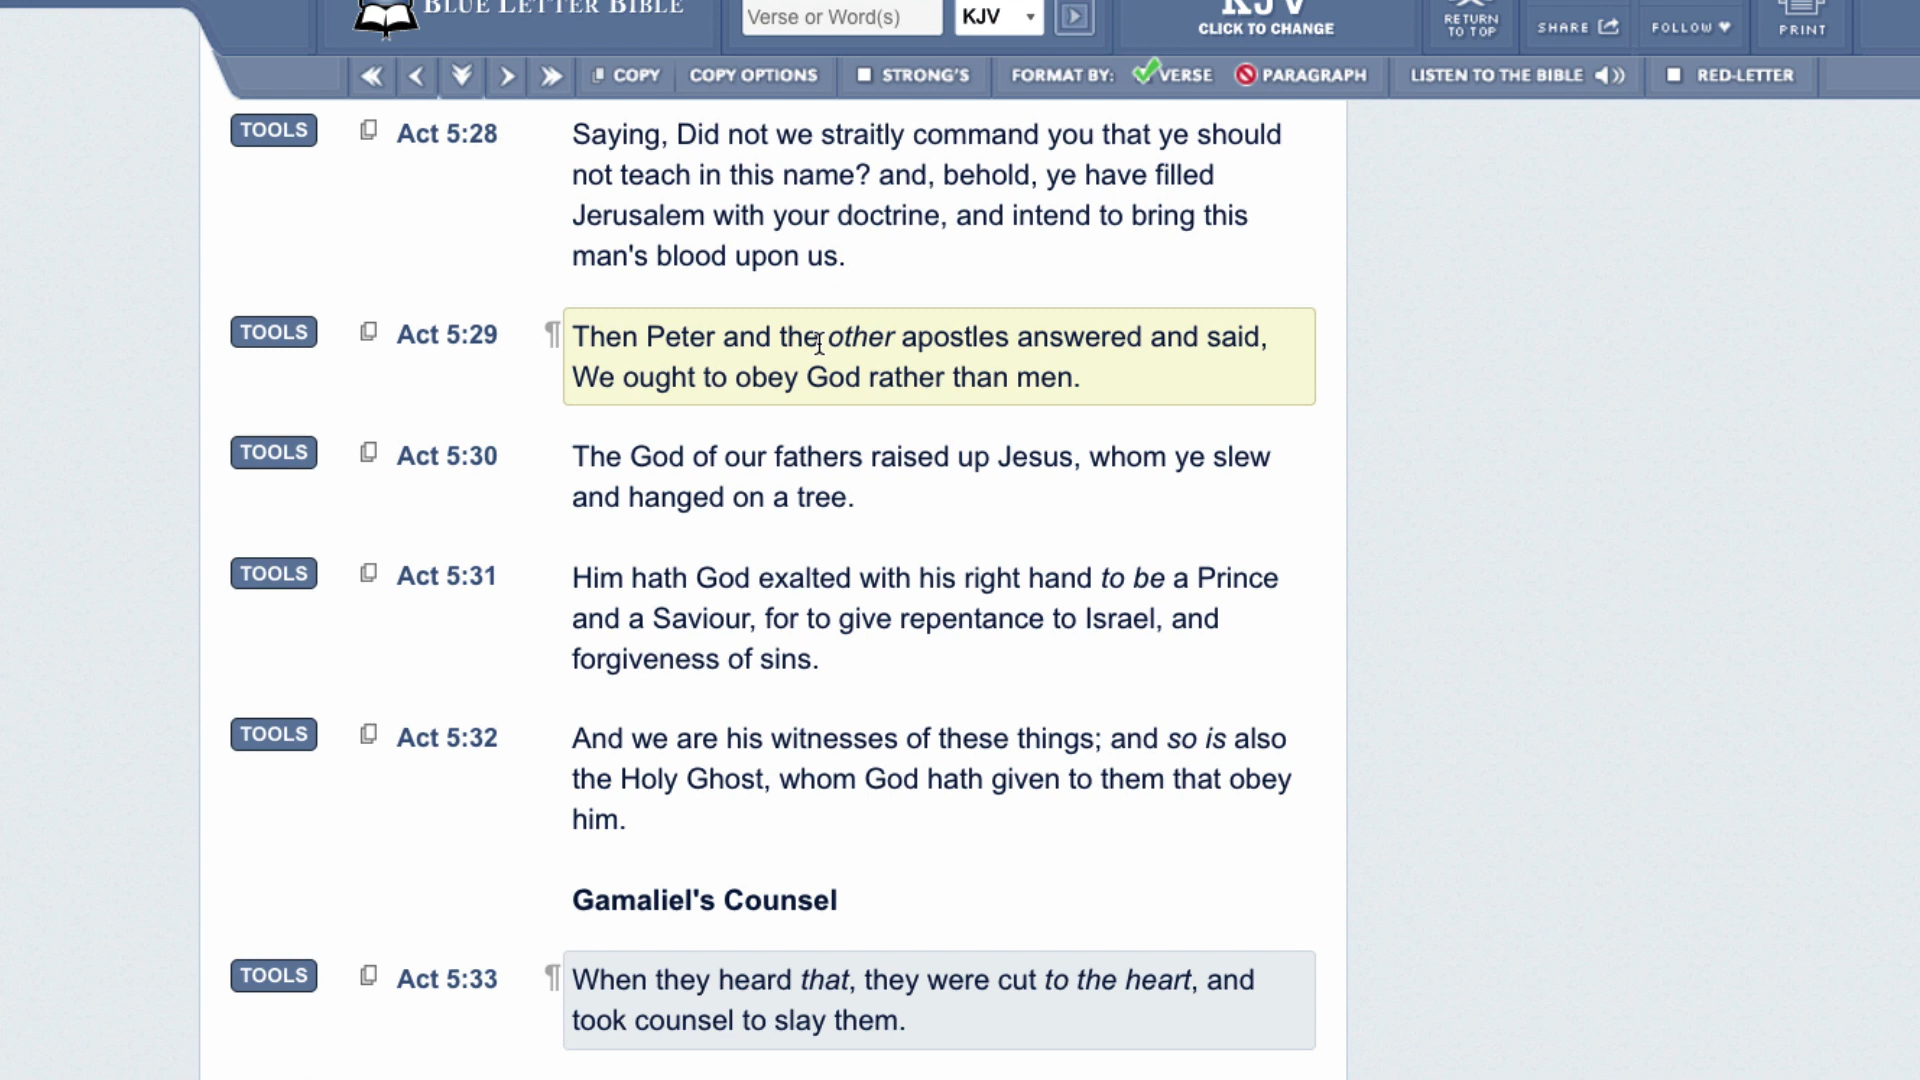 BLUE LETTER BIBLE
Verse or Word(s)
KJV
KJV
CLICK TO CHANGE
RETURN
TO TOP
SHARE
FOLLOW
PRINT
COPY
COPY OPTIONS
STRONG'S
FORMAT BY:
VERSE
PARAGRAPH
LISTEN TO THE BIBLE
RED-LETTER
TOOLS Act 5:28 Saying, Did not we straitly command you that ye should
not teach in this name? and, behold, ye have filled
Jerusalem with your doctrine, and intend to bring this
man's blood upon us.
TOOLS Act 5:29 ¶ Then Peter and the other apostles answered and said,
We ought to obey God rather than men.
TOOLS Act 5:30 The God of our fathers raised up Jesus, whom ye slew
and hanged on a tree.
TOOLS Act 5:31 Him hath God exalted with his right hand to be a Prince
and a Saviour, for to give repentance to Israel, and
forgiveness of sins.
TOOLS Act 5:32 And we are his witnesses of these things; and so is also
the Holy Ghost, whom God hath given to them that obey
him.
Gamaliel's Counsel
TOOLS Act 5:33 ¶ When they heard that, they were cut to the heart, and
took counsel to slay them.